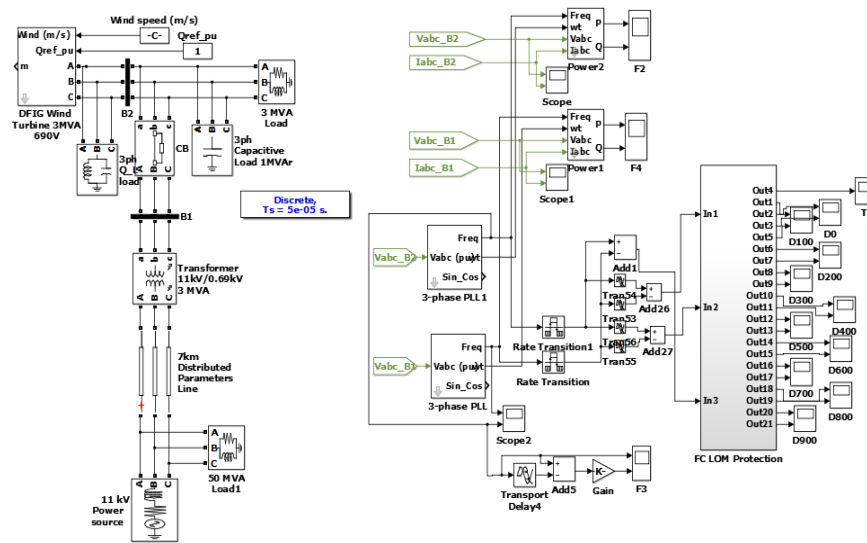 Wind speed (m/s)
-C-
Wind (m/s)
Qref_pu
Qref_pu
1
m
A
B
C
A
B
C
B2
DFIG Wind
Turbine 3MVA
690V
3 MVA
Load
A
B
C
a
b
c
A
B
C
CB
3ph
Capacitive
Load 1MVAr
3ph
load
B1
Discrete,
Ts = 5e-05 s.
a
b
c
A
B
C
Transformer
11kV/0.69kV
3 MVA
7km
Distributed
Parameters
Line
A
B
C
50 MVA
Load1
A
B
C
11 kV
Power
source
Vabc_B2
Iabc_B2
Freq
wt
Vabc
Iabc
P
Q
Power2
F2
Scope
Vabc_B1
Iabc_B1
Freq
wt
Vabc
Iabc
P
Q
Power1
F4
Scope1
Vabc_B2
Freq
Vabc (pu)
wt
Sin_Cos
3-phase PLL1
Vabc_B1
Freq
Vabc (pu)
wt
Sin_Cos
3-phase PLL
Scope2
Rate Transition1
Rate Transition
Add1
Tran54
Add26
Tran53
Tran56
Add27
Tran55
Transport
Delay4
Add5
K-
Gain
F3
In1
In2
In3
Out4
Out1
Out2
Out3
Out5
Out6
Out7
Out8
Out9
Out10
Out11
Out12
Out13
Out14
Out15
Out16
Out17
Out18
Out19
Out20
Out21
FC LOM Protection
T
D0
D100
D200
D300
D400
D500
D600
D700
D800
D900